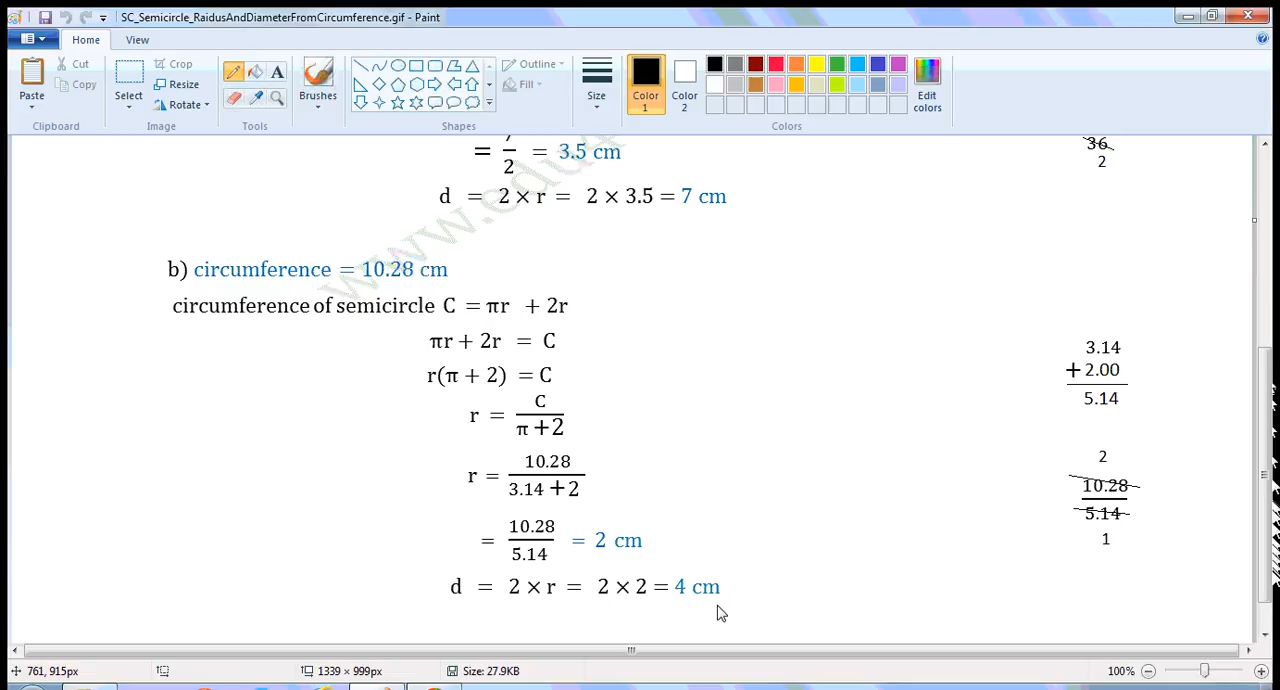 SC_Semicircle_RaidusAndDiameterFromCircumference.gif - Paint
Home View
Paste Cut Copy
Select Crop Resize Rotate
Brushes
Outline
Fill
Size
Color 1
Color 2
Edit colors
Clipboard Image Tools Shapes Colors
= 7/2 = 3.5 cm
36
2
d = 2 × r = 2 × 3.5 = 7 cm
b) circumference = 10.28 cm
circumference of semicircle C = πr + 2r
πr + 2r = C
r(π + 2) = C
r = C/(π + 2)
r = 10.28/(3.14 + 2)
= 10.28/5.14 = 2 cm
d = 2 × r = 2 × 2 = 4 cm
3.14
+ 2.00
5.14
2
10.28
5.14
1
761, 915px 1339 × 999px Size: 27.9KB 100%